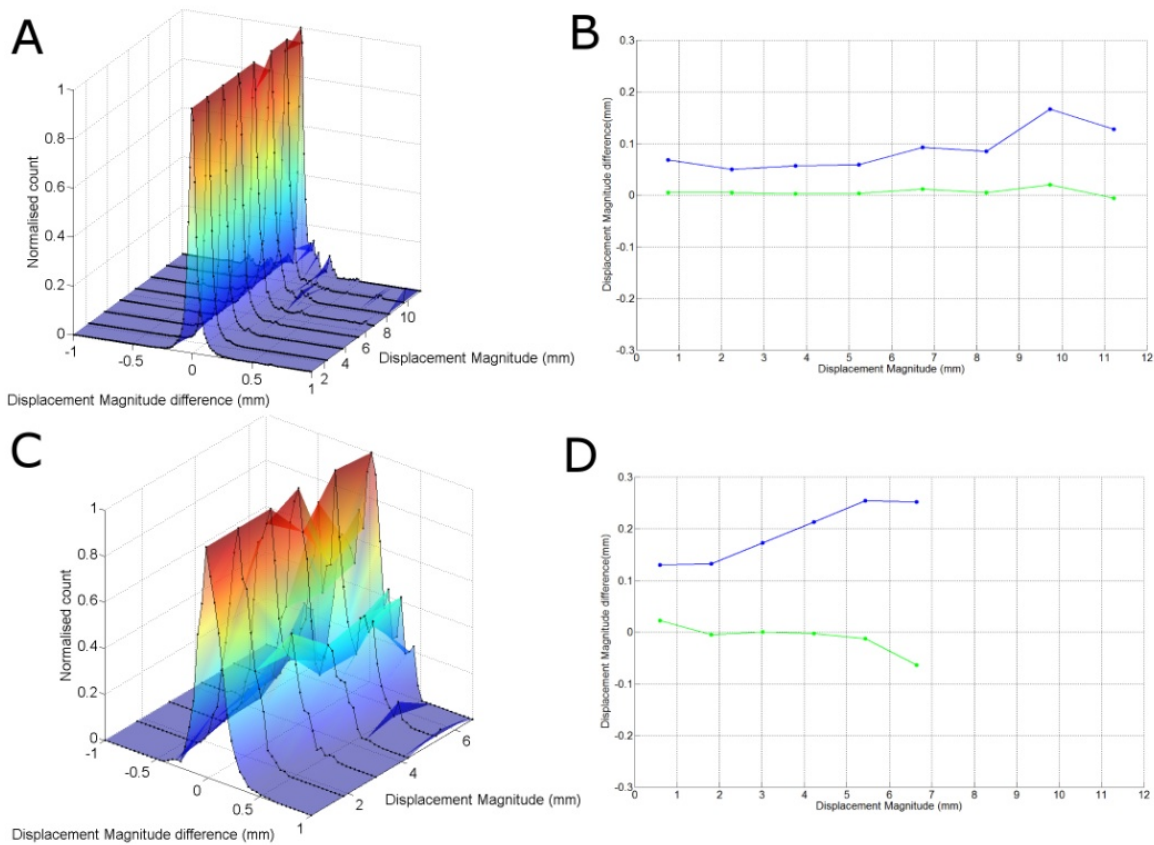 A
Normalised count
1
0.8
0.6
0.4
0.2
0
-1
-0.5
0
0.5
1
Displacement Magnitude difference (mm)
2
4
6
8
10
Displacement Magnitude (mm)
B
Displacement Magnitude difference(mm)
0.3
0.2
0.1
0
-0.1
-0.2
-0.3
0 1 2 3 4 5 6 7 8 9 10 11 12
Displacement Magnitude (mm)
C
Normalised count
1
0.8
0.6
0.4
0.2
0
-1
-0.5
0
0.5
1
Displacement Magnitude difference (mm)
2
4
6
Displacement Magnitude (mm)
D
Displacement Magnitude difference(mm)
0.3
0.2
0.1
0
-0.1
-0.2
-0.3
0 1 2 3 4 5 6 7 8 9 10 11 12
Displacement Magnitude (mm)